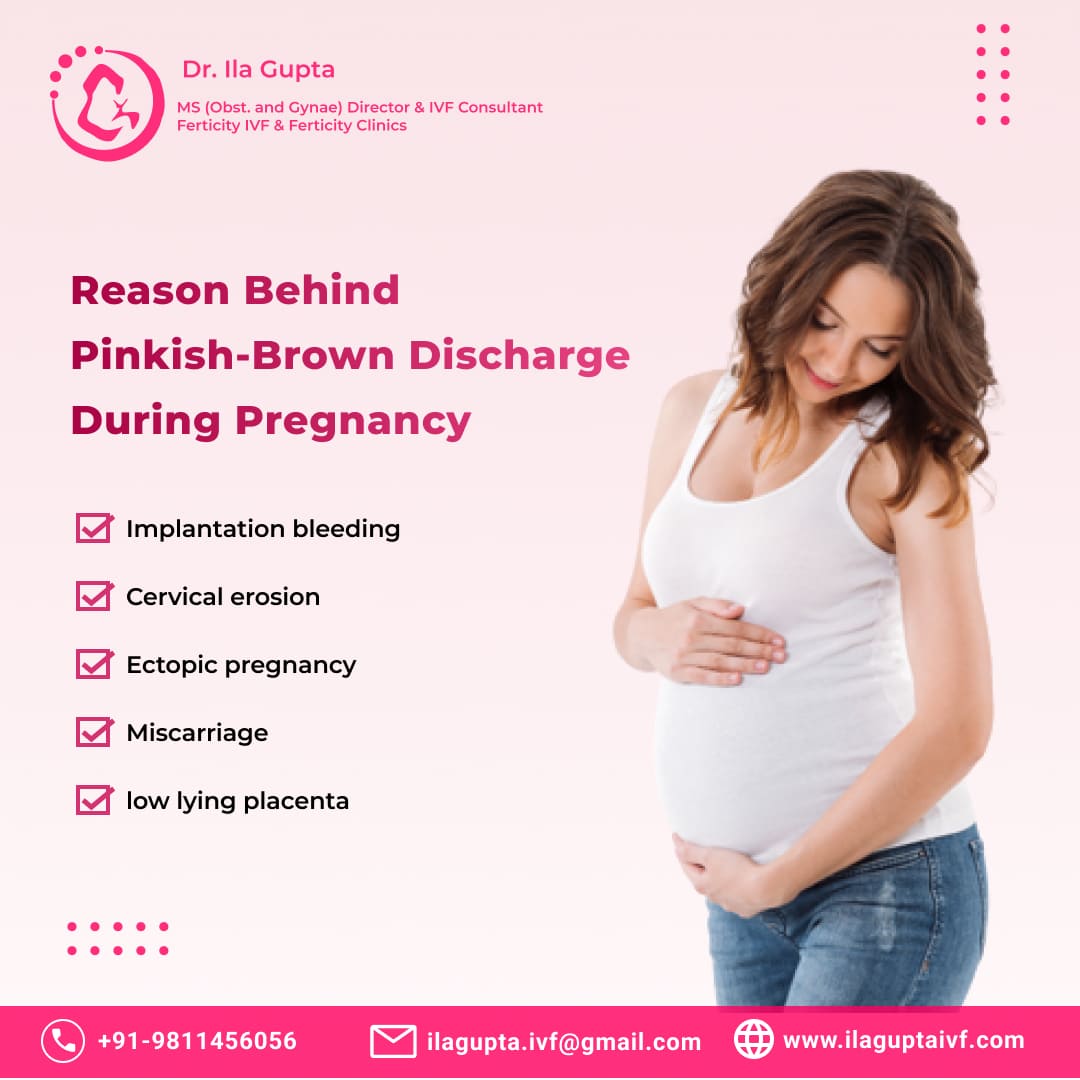 Dr. Ila Gupta
MS (Obst. and Gynae) Director & IVF Consultant
Ferticity IVF & Ferticity Clinics
Reason Behind
Pinkish-Brown Discharge
During Pregnancy
Implantation bleeding
Cervical erosion
Ectopic pregnancy
Miscarriage
low lying placenta
+91-9811456056
ilagupta.ivf@gmail.com
www.ilaguptaivf.com